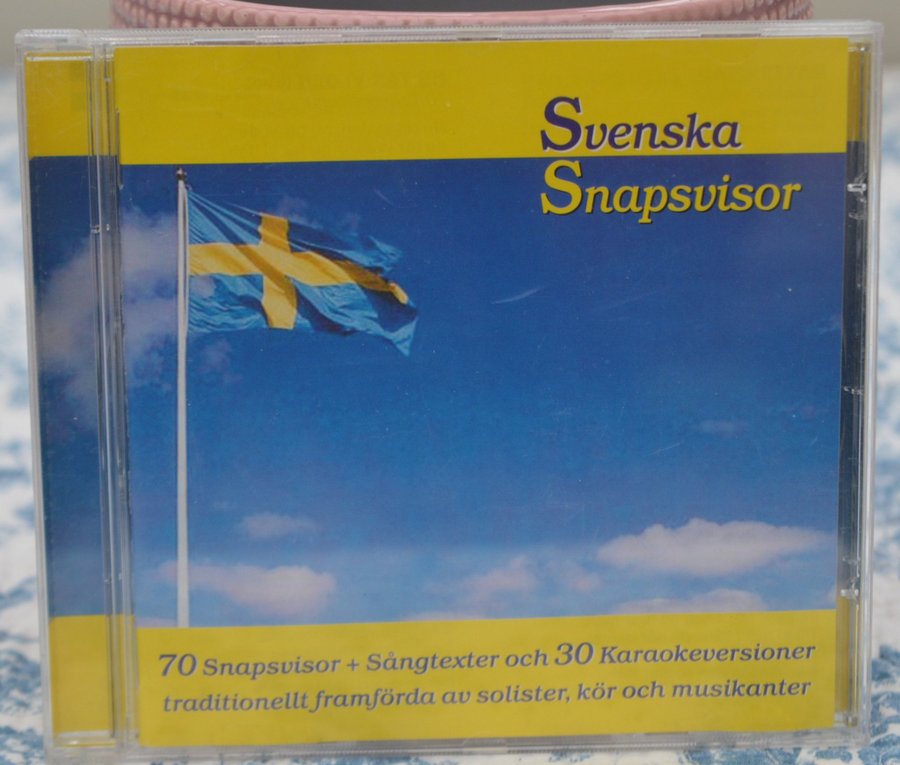 Svenska
Snapsvisor
70 Snapsvisor + Sångtexter och 30 Karaokeversioner
traditionellt framförda av solister, kör och musikanter